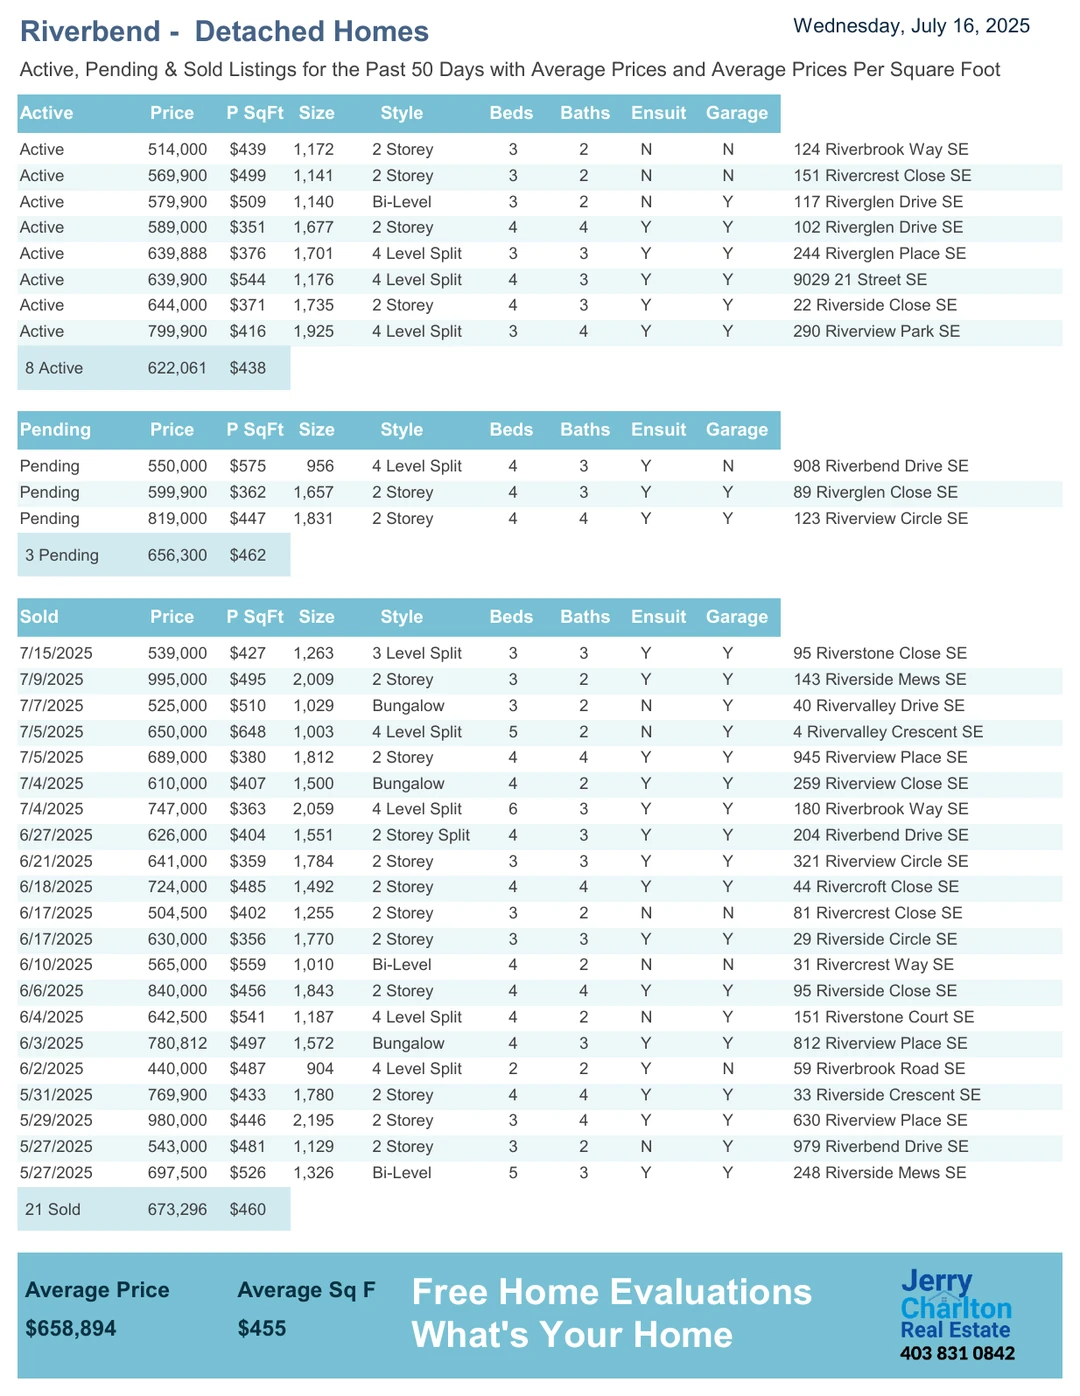 Riverbend -  Detached Homes
Wednesday, July 16, 2025
Active, Pending & Sold Listings for the Past 50 Days with Average Prices and Average Prices Per Square Foot
Active Price P SqFt Size Style Beds Baths Ensuit Garage
Active 514,000 $439 1,172 2 Storey 3 2 N N 124 Riverbrook Way SE
Active 569,900 $499 1,141 2 Storey 3 2 N N 151 Rivercrest Close SE
Active 579,900 $509 1,140 Bi-Level 3 2 N Y 117 Riverglen Drive SE
Active 589,000 $351 1,677 2 Storey 4 4 Y Y 102 Riverglen Drive SE
Active 639,888 $376 1,701 4 Level Split 3 3 Y Y 244 Riverglen Place SE
Active 639,900 $544 1,176 4 Level Split 4 3 Y Y 9029 21 Street SE
Active 644,000 $371 1,735 2 Storey 4 3 Y Y 22 Riverside Close SE
Active 799,900 $416 1,925 4 Level Split 3 4 Y Y 290 Riverview Park SE
8 Active 622,061 $438
Pending Price P SqFt Size Style Beds Baths Ensuit Garage
Pending 550,000 $575 956 4 Level Split 4 3 Y N 908 Riverbend Drive SE
Pending 599,900 $362 1,657 2 Storey 4 3 Y Y 89 Riverglen Close SE
Pending 819,000 $447 1,831 2 Storey 4 4 Y Y 123 Riverview Circle SE
3 Pending 656,300 $462
Sold Price P SqFt Size Style Beds Baths Ensuit Garage
7/15/2025 539,000 $427 1,263 3 Level Split 3 3 Y Y 95 Riverstone Close SE
7/9/2025 995,000 $495 2,009 2 Storey 3 2 Y Y 143 Riverside Mews SE
7/7/2025 525,000 $510 1,029 Bungalow 3 2 N Y 40 Rivervalley Drive SE
7/5/2025 650,000 $648 1,003 4 Level Split 5 2 N Y 4 Rivervalley Crescent SE
7/5/2025 689,000 $380 1,812 2 Storey 4 4 Y Y 945 Riverview Place SE
7/4/2025 610,000 $407 1,500 Bungalow 4 2 Y Y 259 Riverview Close SE
7/4/2025 747,000 $363 2,059 4 Level Split 6 3 Y Y 180 Riverbrook Way SE
6/27/2025 626,000 $404 1,551 2 Storey Split 4 3 Y Y 204 Riverbend Drive SE
6/21/2025 641,000 $359 1,784 2 Storey 3 3 Y Y 321 Riverview Circle SE
6/18/2025 724,000 $485 1,492 2 Storey 4 4 Y Y 44 Rivercroft Close SE
6/17/2025 504,500 $402 1,255 2 Storey 3 2 N N 81 Rivercrest Close SE
6/17/2025 630,000 $356 1,770 2 Storey 3 3 Y Y 29 Riverside Circle SE
6/10/2025 565,000 $559 1,010 Bi-Level 4 2 N N 31 Rivercrest Way SE
6/6/2025 840,000 $456 1,843 2 Storey 4 4 Y Y 95 Riverside Close SE
6/4/2025 642,500 $541 1,187 4 Level Split 4 2 N Y 151 Riverstone Court SE
6/3/2025 780,812 $497 1,572 Bungalow 4 3 Y Y 812 Riverview Place SE
6/2/2025 440,000 $487 904 4 Level Split 2 2 Y N 59 Riverbrook Road SE
5/31/2025 769,900 $433 1,780 2 Storey 4 4 Y Y 33 Riverside Crescent SE
5/29/2025 980,000 $446 2,195 2 Storey 3 4 Y Y 630 Riverview Place SE
5/27/2025 543,000 $481 1,129 2 Storey 3 2 N Y 979 Riverbend Drive SE
5/27/2025 697,500 $526 1,326 Bi-Level 5 3 Y Y 248 Riverside Mews SE
21 Sold 673,296 $460
Average Price Average Sq F
$658,894 $455
Free Home Evaluations
What's Your Home
Jerry
Charlton
Real Estate
403 831 0842